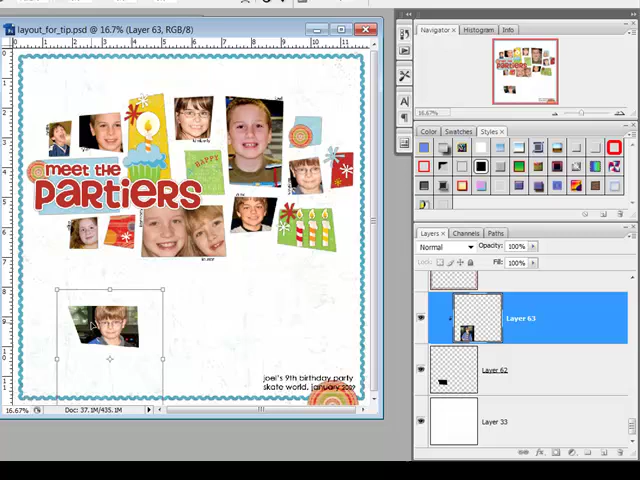 layout_for_tip.psd @ 16.7% (Layer 63, RGB/8)
Navigator
Histogram
Info
16.67%
Color
Swatches
Styles
Layers
Channels
Paths
Normal
Opacity: 100%
Lock:
Fill: 100%
Layer 63
Layer 62
Layer 33
HAPPY
meet the
partiers
joel's 9th birthday party
skate world, january 2009
16.67%
Doc: 37.1M/435.1M